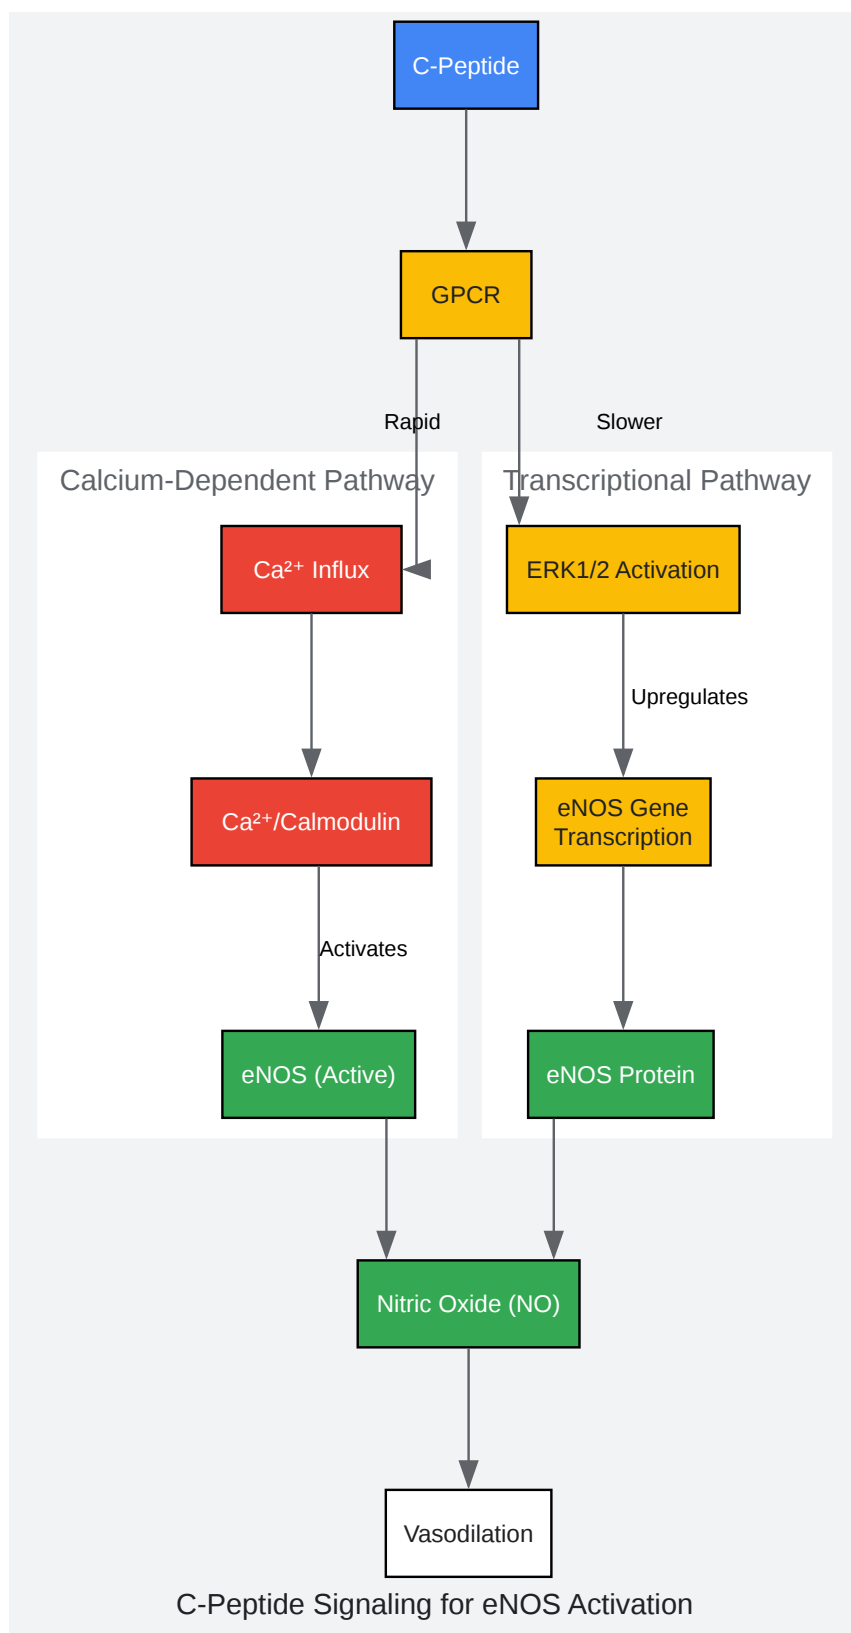 C-Peptide
GPCR
Rapid
Slower
Calcium-Dependent Pathway
Transcriptional Pathway
Ca²⁺ Influx
ERK1/2 Activation
Upregulates
Ca²⁺/Calmodulin
eNOS Gene
Transcription
Activates
eNOS (Active)
eNOS Protein
Nitric Oxide (NO)
Vasodilation
C-Peptide Signaling for eNOS Activation